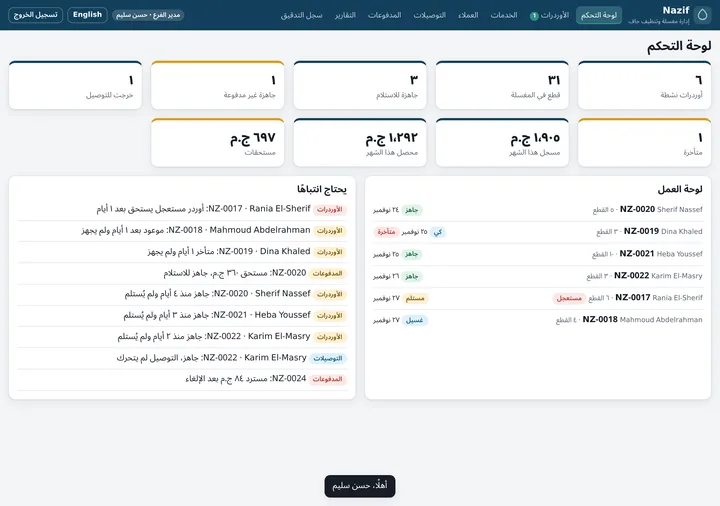 Nazif
إدارة مغسلة وتنظيف جاف
لوحة التحكم
الأوردرات ١
الخدمات
العملاء
التوصيلات
المدفوعات
التقارير
سجل التدقيق
مدير الفرع · حسن سليم
English
تسجيل الخروج
لوحة التحكم
٦
أوردرات نشطة
٣١
قطع في المغسلة
٣
جاهزة للاستلام
١
جاهزة غير مدفوعة
١
خرجت للتوصيل
١
متأخرة
١٬٩٠٥ ج.م
مسجل هذا الشهر
١٬٢٩٢ ج.م
محصل هذا الشهر
٦٩٧ ج.م
مستحقات
لوحة العمل
NZ-0020 Sherif Nassef · ٥ القطع جاهز ٢٤ نوفمبر
NZ-0019 Dina Khaled · ٣ القطع كي ٢٥ نوفمبر متأخرة
NZ-0021 Heba Youssef · ١٠ القطع جاهز ٢٥ نوفمبر
NZ-0022 Karim El-Masry · ٣ القطع جاهز ٢٦ نوفمبر
NZ-0017 Rania El-Sherif · ٦ القطع مستعجل مستلم ٢٧ نوفمبر
NZ-0018 Mahmoud Abdelrahman · ٤ القطع غسيل ٢٧ نوفمبر
يحتاج انتباهًا
الأوردرات NZ-0017 · Rania El-Sherif: أوردر مستعجل يستحق بعد ١ أيام
الأوردرات NZ-0018 · Mahmoud Abdelrahman: موعود بعد ١ أيام ولم يجهز
الأوردرات NZ-0019 · Dina Khaled: متأخر ١ أيام ولم يجهز
المدفوعات NZ-0020: مستحق ٣٦٠ ج.م، جاهز للاستلام
الأوردرات NZ-0020 · Sherif Nassef: جاهز منذ ٤ أيام ولم يُستلم
الأوردرات NZ-0021 · Heba Youssef: جاهز منذ ٣ أيام ولم يُستلم
الأوردرات NZ-0022 · Karim El-Masry: جاهز منذ ٢ أيام ولم يُستلم
التوصيلات NZ-0022 · Karim El-Masry: جاهز، التوصيل لم يتحرك
المدفوعات NZ-0024: مسترد ٨٤ ج.م بعد الإلغاء
أهلًا، حسن سليم